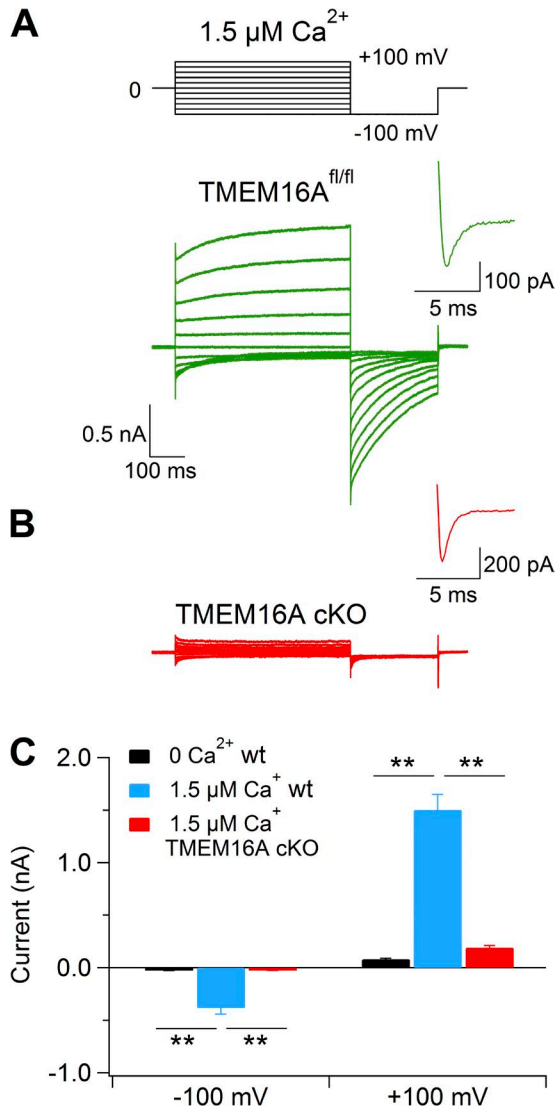 A
1.5 µM Ca2+
+100 mV
0
-100 mV
TMEM16Afl/fl
100 pA
5 ms
0.5 nA
100 ms
B
200 pA
5 ms
TMEM16A cKO
C
0 Ca2+ wt
1.5 µM Ca+ wt
1.5 µM Ca+
TMEM16A cKO
** **
2.0
1.0
0.0
-1.0
Current (nA)
** **
-100 mV
+100 mV